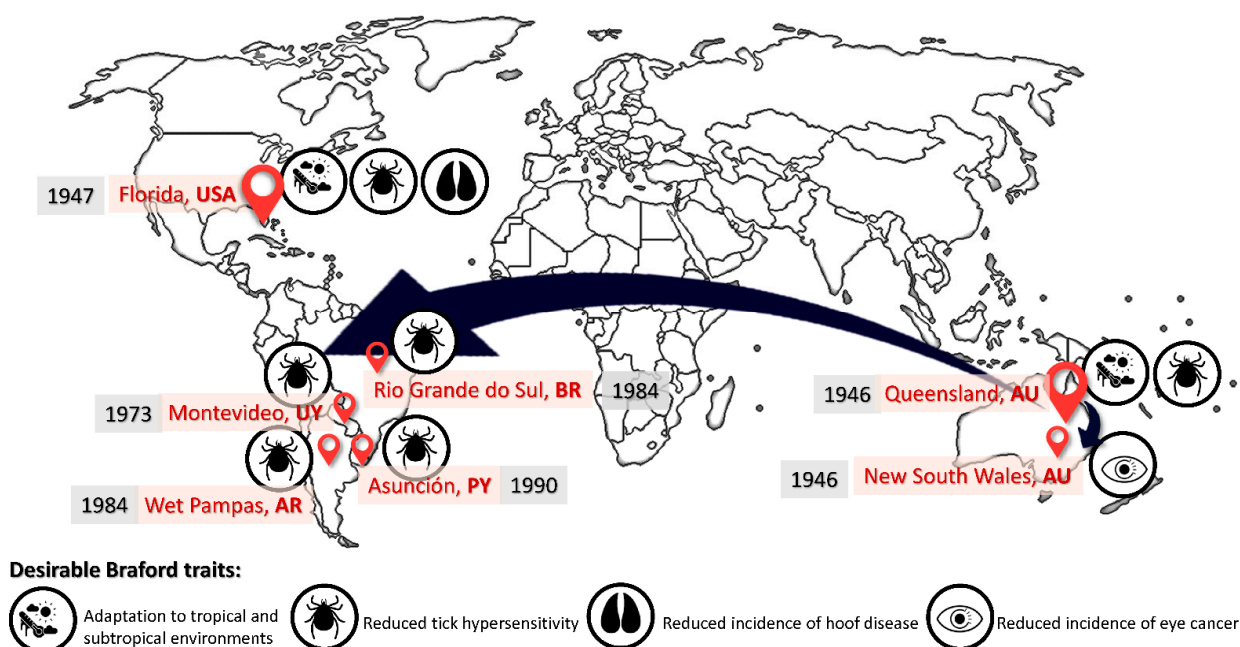 1947 Florida, USA
Rio Grande do Sul, BR 1984
1946 Queensland, AU
1973 Montevideo, UY
1946 New South Wales, AU
Asunción, PY 1990
1984 Wet Pampas, AR
Desirable Braford traits:
Adaptation to tropical and
subtropical environments
Reduced tick hypersensitivity
Reduced incidence of hoof disease
Reduced incidence of eye cancer